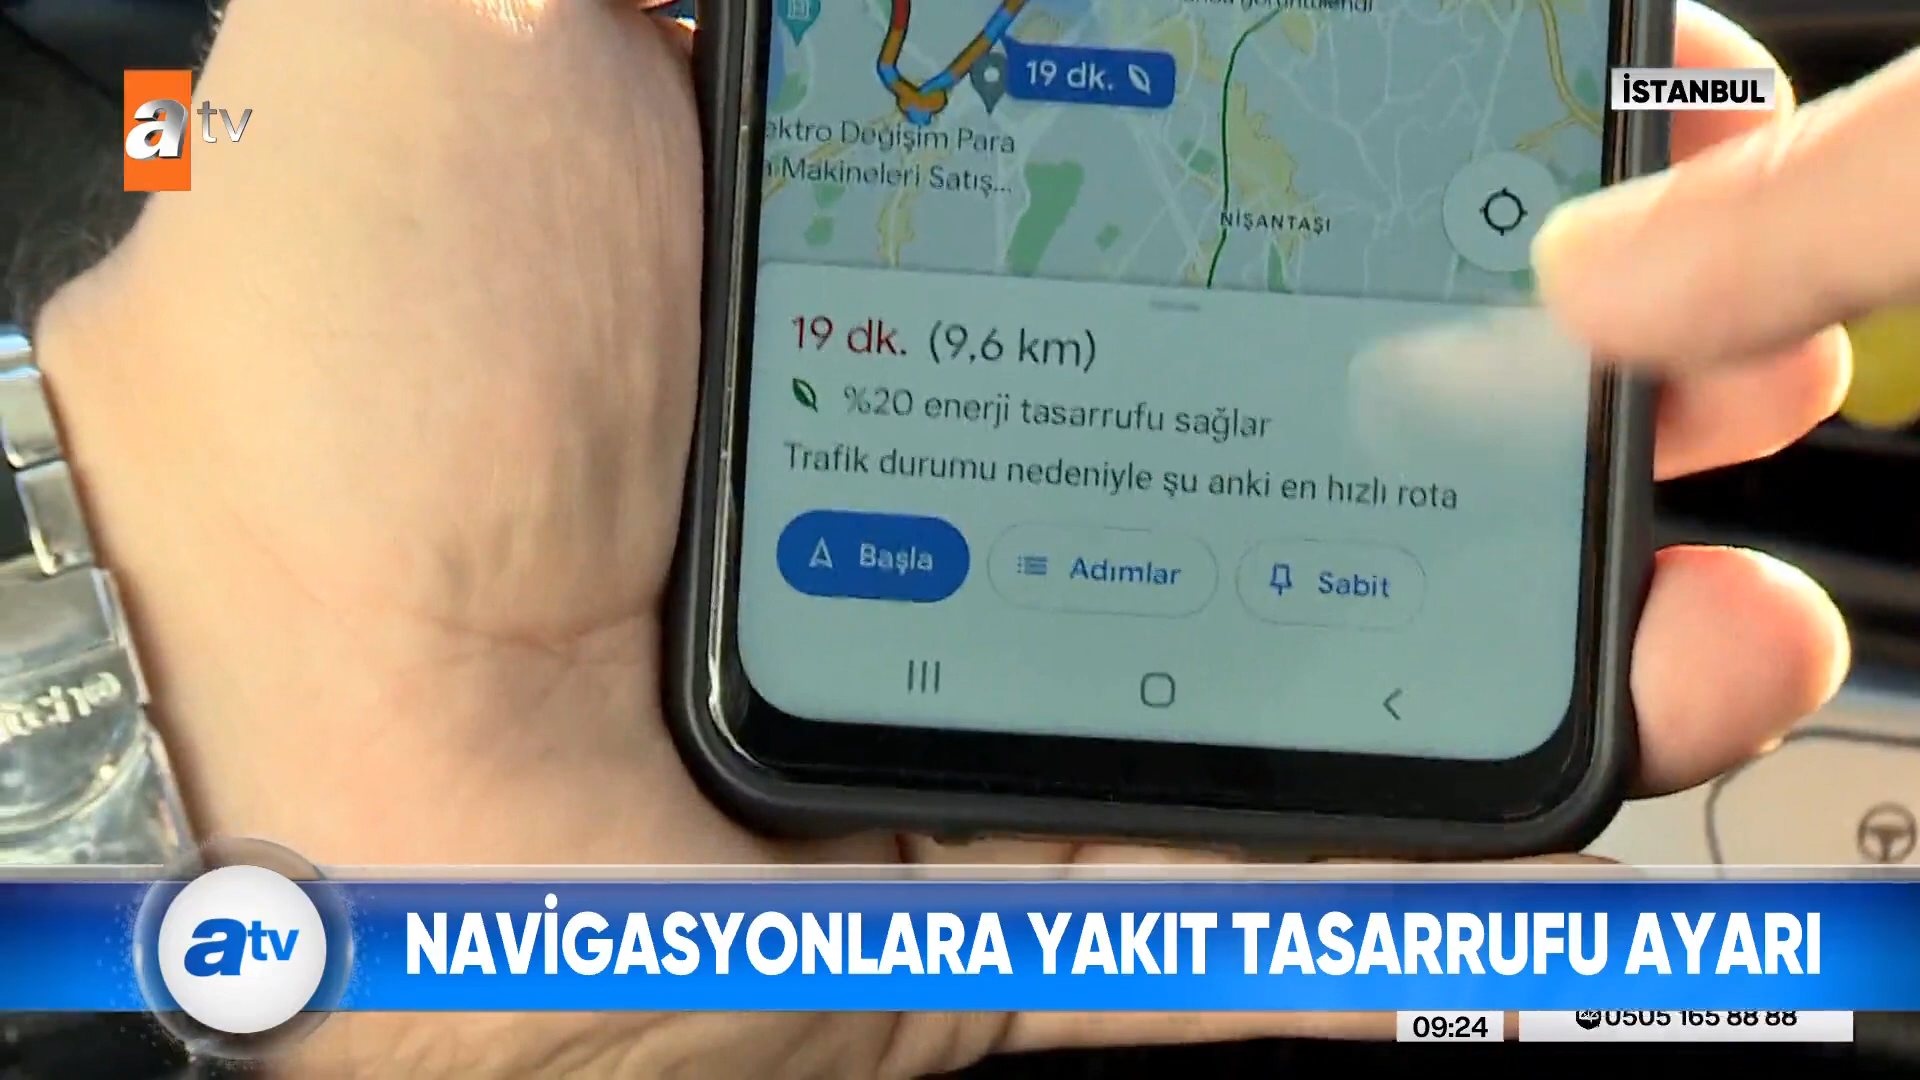 atv
İSTANBUL
19 dk.
ektro Değişim Para
Makineleri Satış...
NİŞANTAŞI
19 dk. (9,6 km)
%20 enerji tasarrufu sağlar
Trafik durumu nedeniyle şu anki en hızlı rota
Başla
Adımlar
Sabit
atv
NAVİGASYONLARA YAKIT TASARRUFU AYARI
09:24
0505 165 88 88